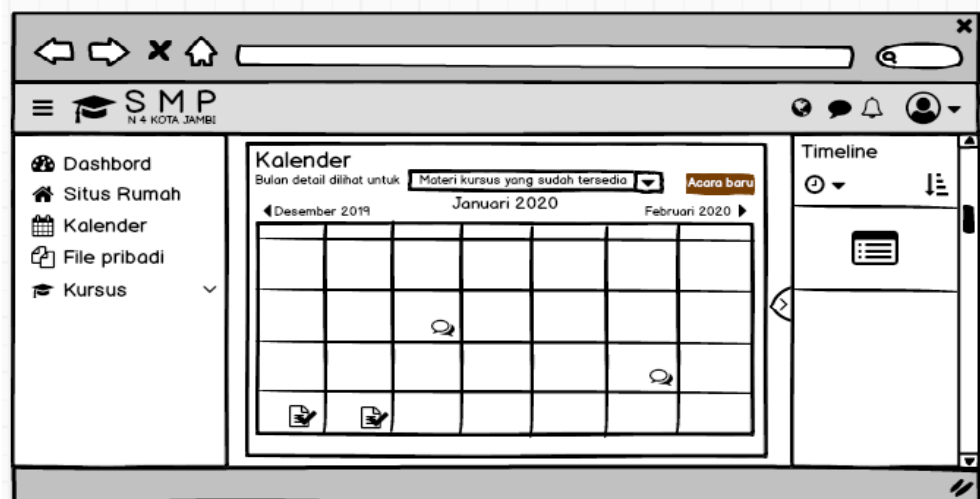 S M P
N 4 KOTA JAMBI
Dashbord
Situs Rumah
Kalender
File pribadi
Kursus
Kalender
Bulan detail dilihat untuk Materi kursus yang sudah tersedia Acara baru
Desember 2019 Januari 2020 Februari 2020
Timeline